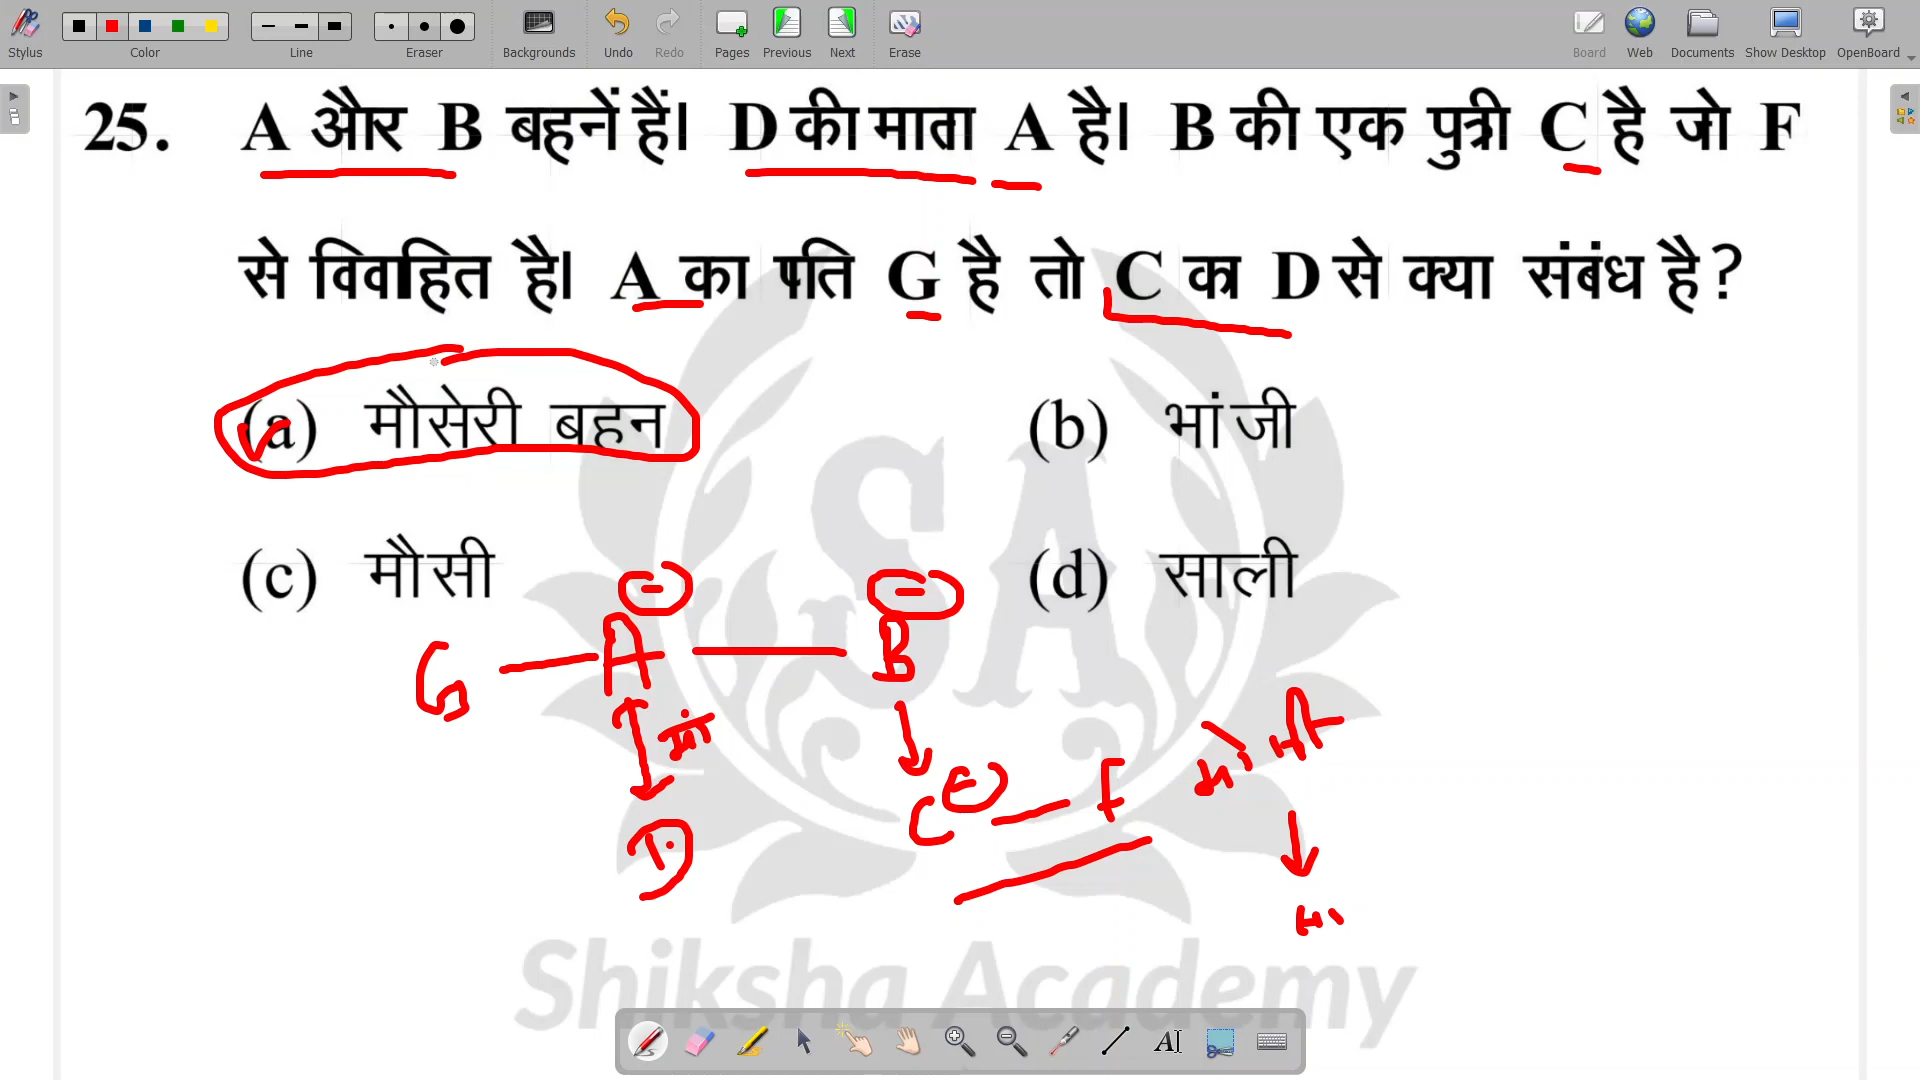 Stylus Color Line Eraser Backgrounds Undo Redo Pages Previous Next Erase Board Web Documents Show Desktop OpenBoard
25. A और B बहनें हैं। D की माता A है। B की एक पुत्री C है जो F
से विवाहित है। A का पति G है तो C का D से क्या संबंध है?
(a) मौसेरी बहन (b) भांजी
(c) मौसी (d) साली
G A B
माँ
D C F
Shiksha Academy
SA